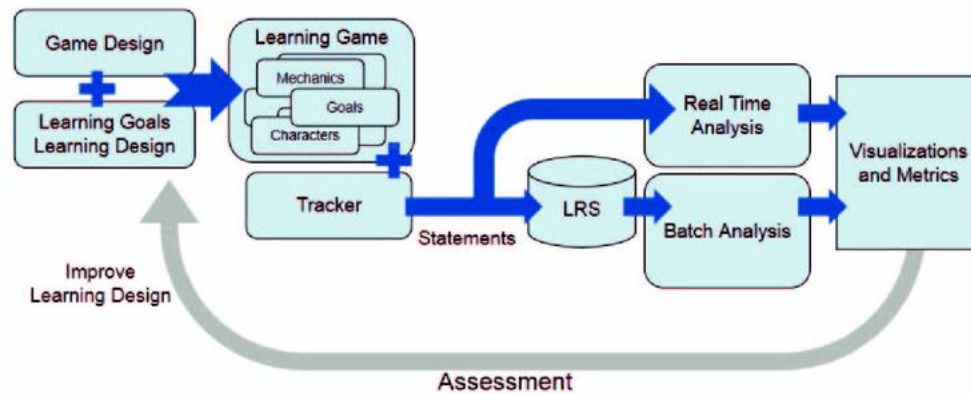 Game Design
Learning Goals
Learning Design
Learning Game
Mechanics
Goals
Characters
Tracker
Statements
LRS
Real Time
Analysis
Batch Analysis
Visualizations
and Metrics
Improve
Learning Design
Assessment